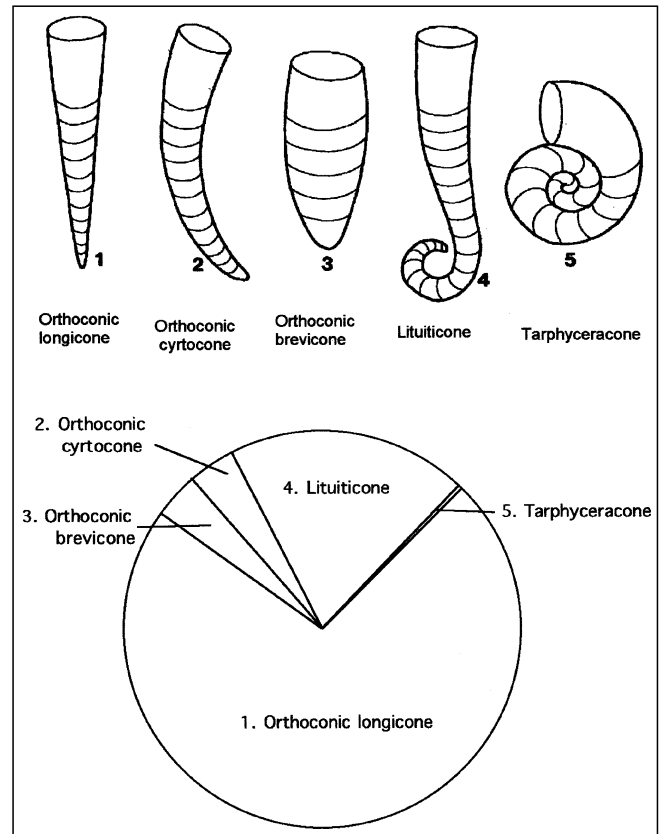 1
2
3
4
5
Orthoconic
longicone
Orthoconic
cyrtocone
Orthoconic
brevicone
Lituiticone
Tarphyceracone
2. Orthoconic
cyrtocone
3. Orthoconic
brevicone
4. Lituiticone
5. Tarphyceracone
1. Orthoconic longicone